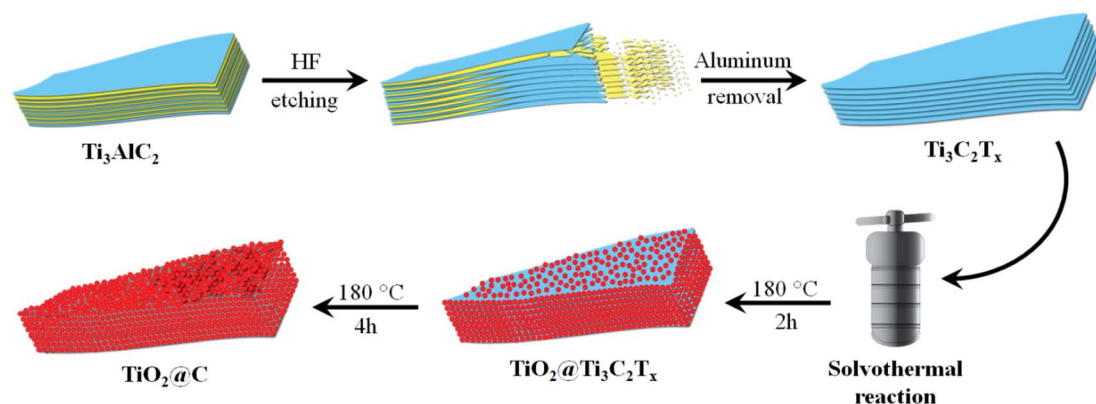 HF
etching
Aluminum
removal
Ti₃AlC₂
Ti₃C₂Tₓ
180 °C
4h
180 °C
2h
TiO₂@C
TiO₂@Ti₃C₂Tₓ
Solvothermal
reaction